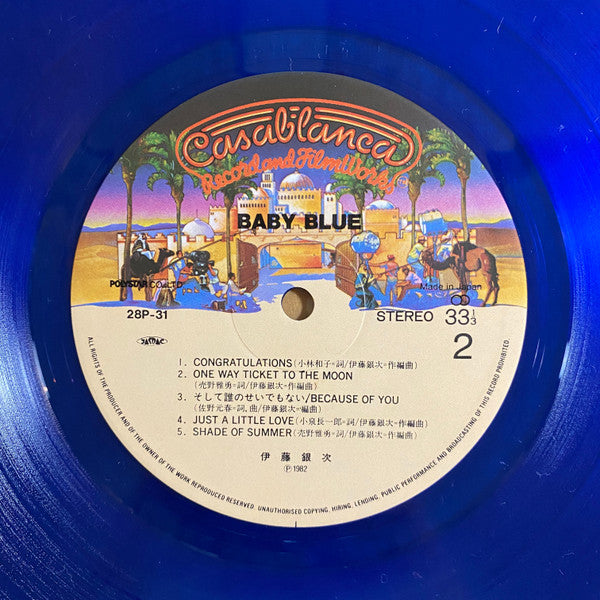 Casablanca
Record and FilmWorks
BABY BLUE
POLYSTAR CO., LTD.
Made in Japan
28P-31
STEREO 33 1/3
JASRAC
2
1. CONGRATULATIONS(小林和子=詞/伊藤銀次=作編曲)
2. ONE WAY TICKET TO THE MOON
(売野雅勇=詞/伊藤銀次=作編曲)
3. そして誰のせいでもない/BECAUSE OF YOU
(佐野元春=詞、曲/伊藤銀次=編曲)
4. JUST A LITTLE LOVE(小泉長一郎=詞/伊藤銀次=作編曲)
5. SHADE OF SUMMER(売野雅勇=詞/伊藤銀次=作編曲)
伊藤銀次
Ⓟ1982
ALL RIGHTS OF THE PRODUCER AND OF THE OWNER OF THE WORK REPRODUCED RESERVED. UNAUTHORISED COPYING, HIRING, LENDING, PUBLIC PERFORMANCE AND BROADCASTING OF THIS RECORD PROHIBITED.